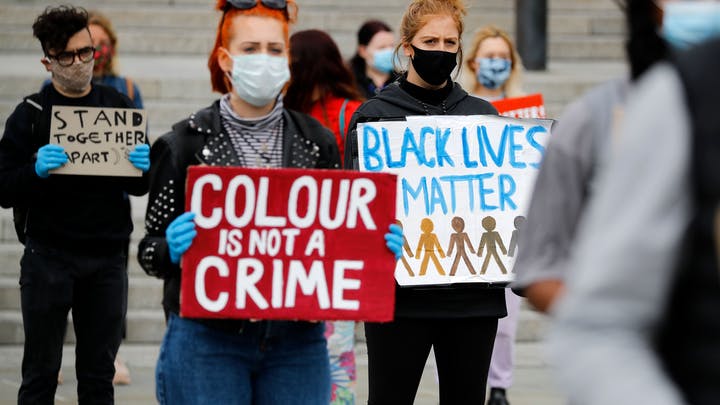 STAND
TOGETHER
APART
COLOUR
IS NOT A
CRIME
BLACK LIVES
MATTER